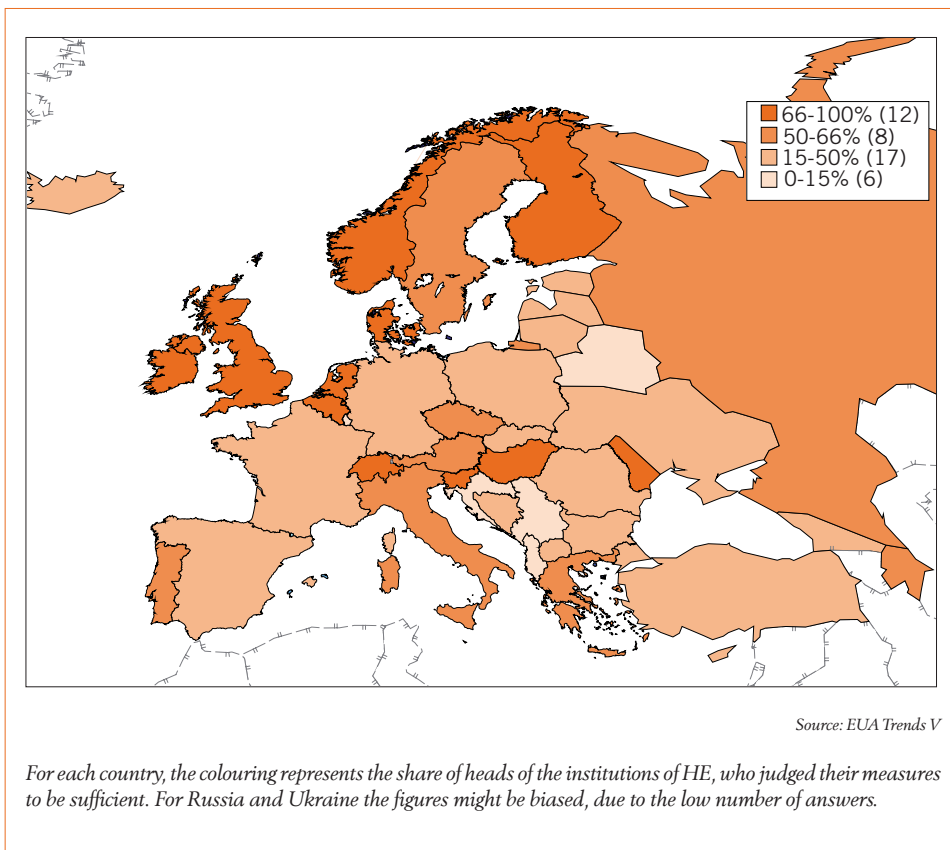 66-100% (12)
50-66% (8)
15-50% (17)
0-15% (6)
Source: EUA Trends V
For each country, the colouring represents the share of heads of the institutions of HE, who judged their measures
to be sufficient. For Russia and Ukraine the figures might be biased, due to the low number of answers.